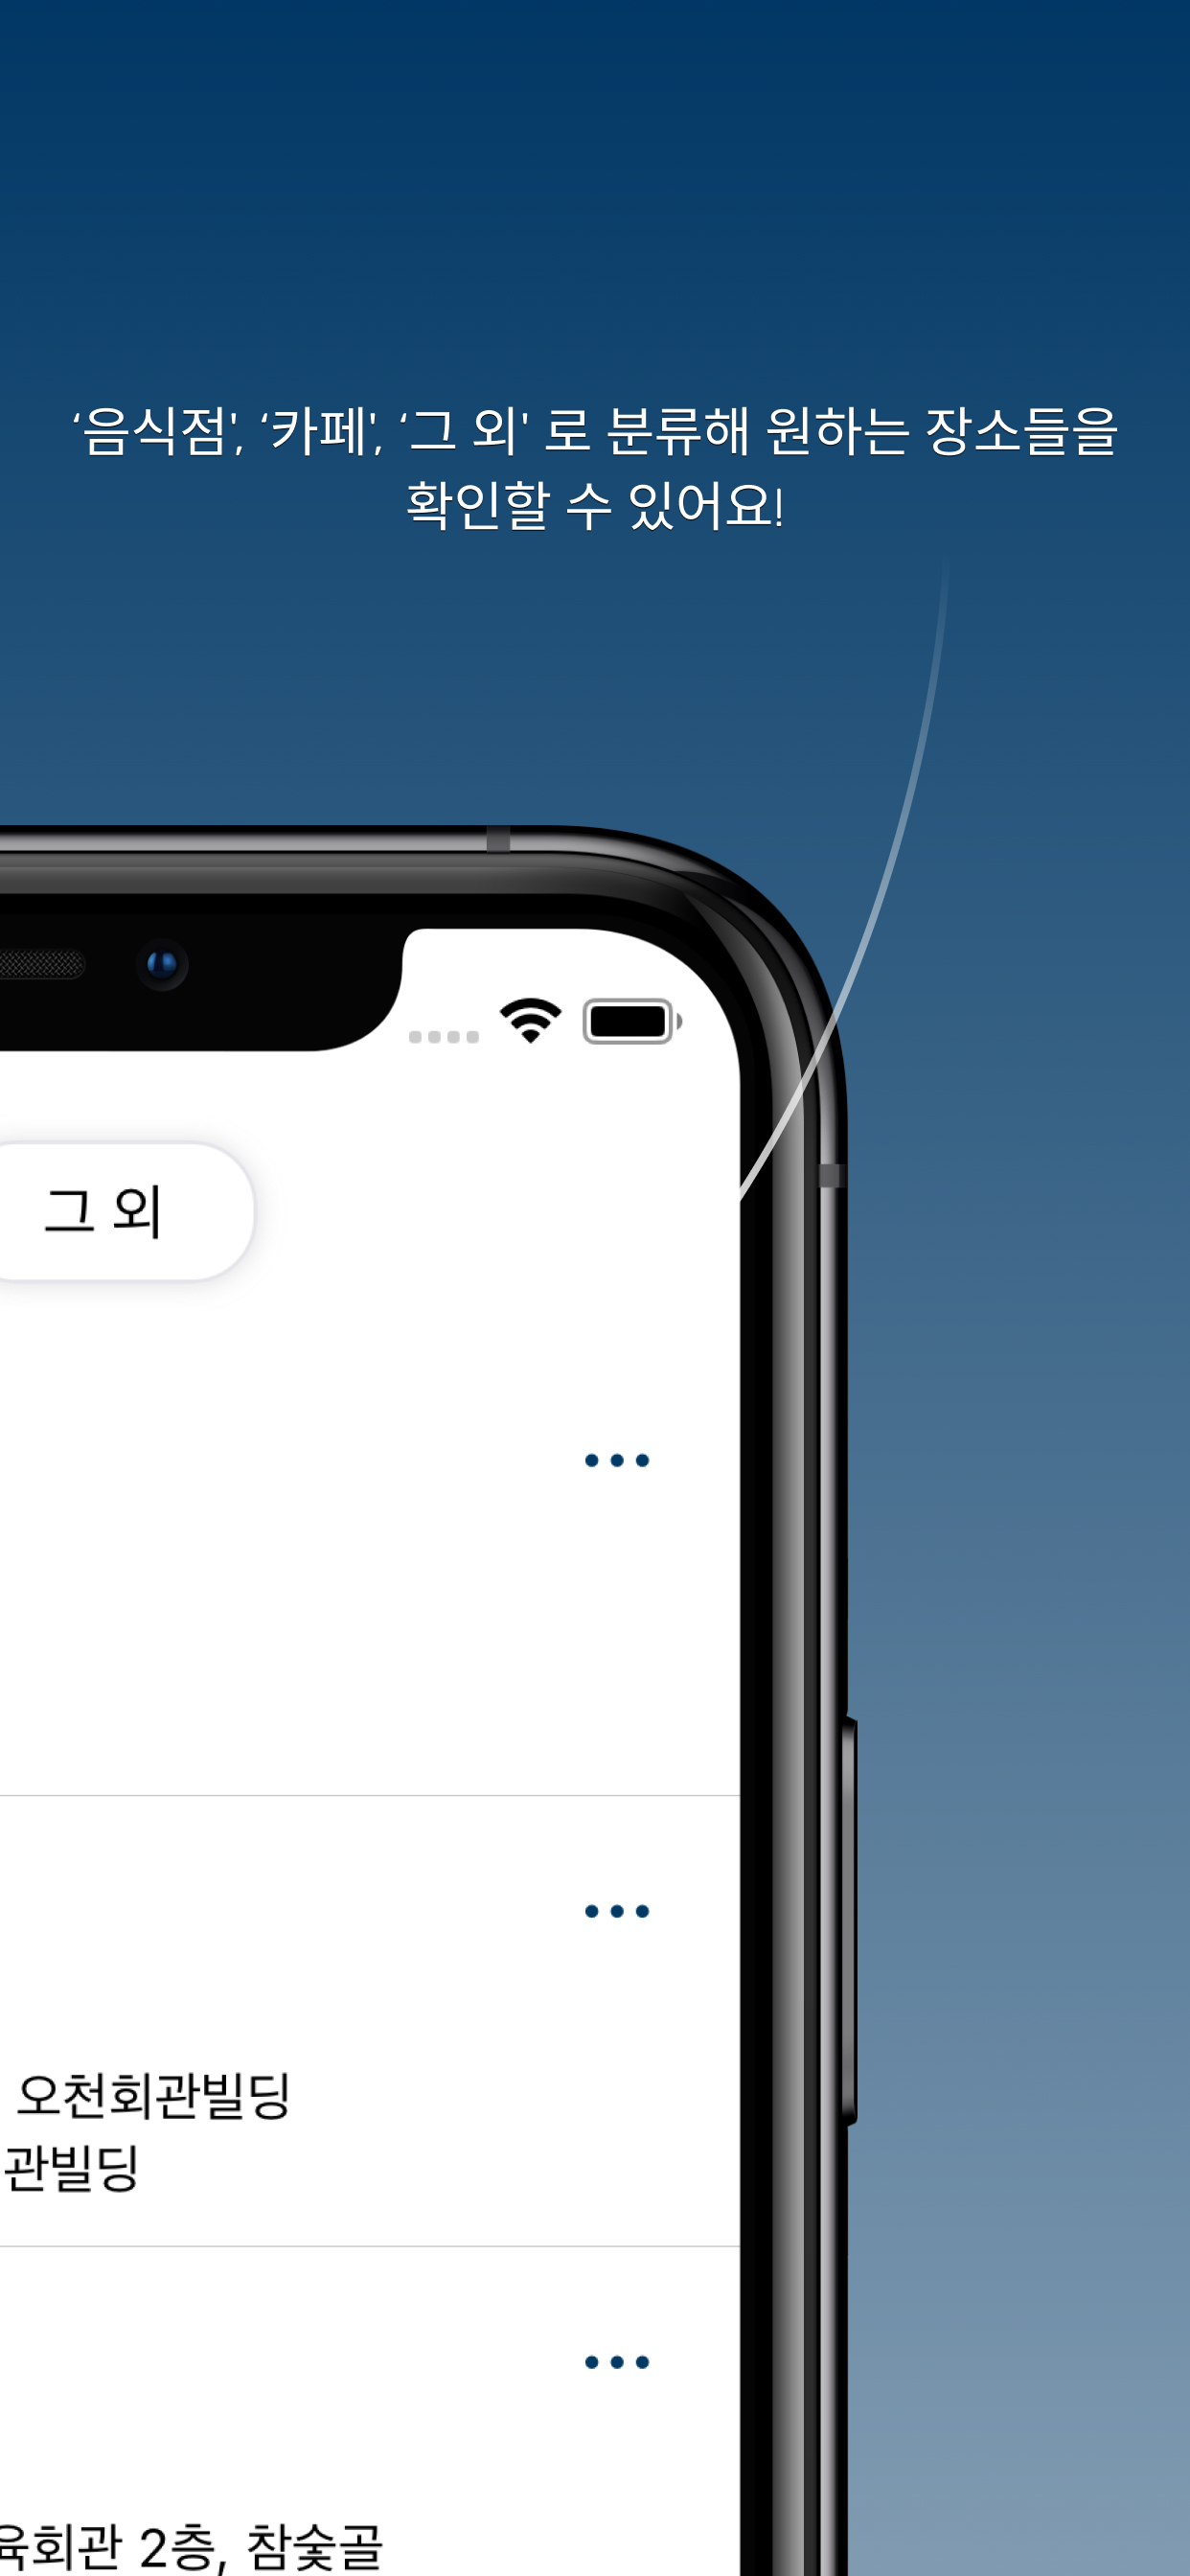 ‘음식점’, ‘카페’, ‘그 외’ 로 분류해 원하는 장소들을
확인할 수 있어요!
그 외
오천회관빌딩
관빌딩
육회관 2층, 참숯골